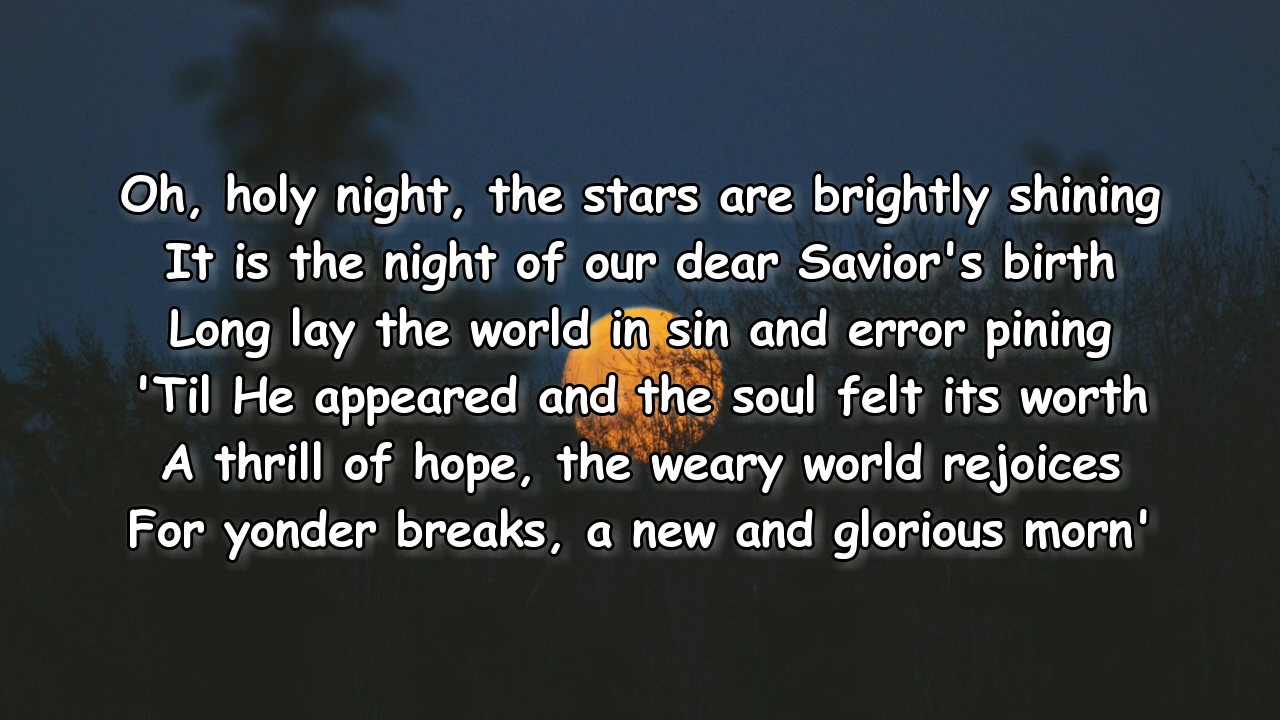 Oh, holy night, the stars are brightly shining
It is the night of our dear Savior's birth
Long lay the world in sin and error pining
'Til He appeared and the soul felt its worth
A thrill of hope, the weary world rejoices
For yonder breaks, a new and glorious morn'